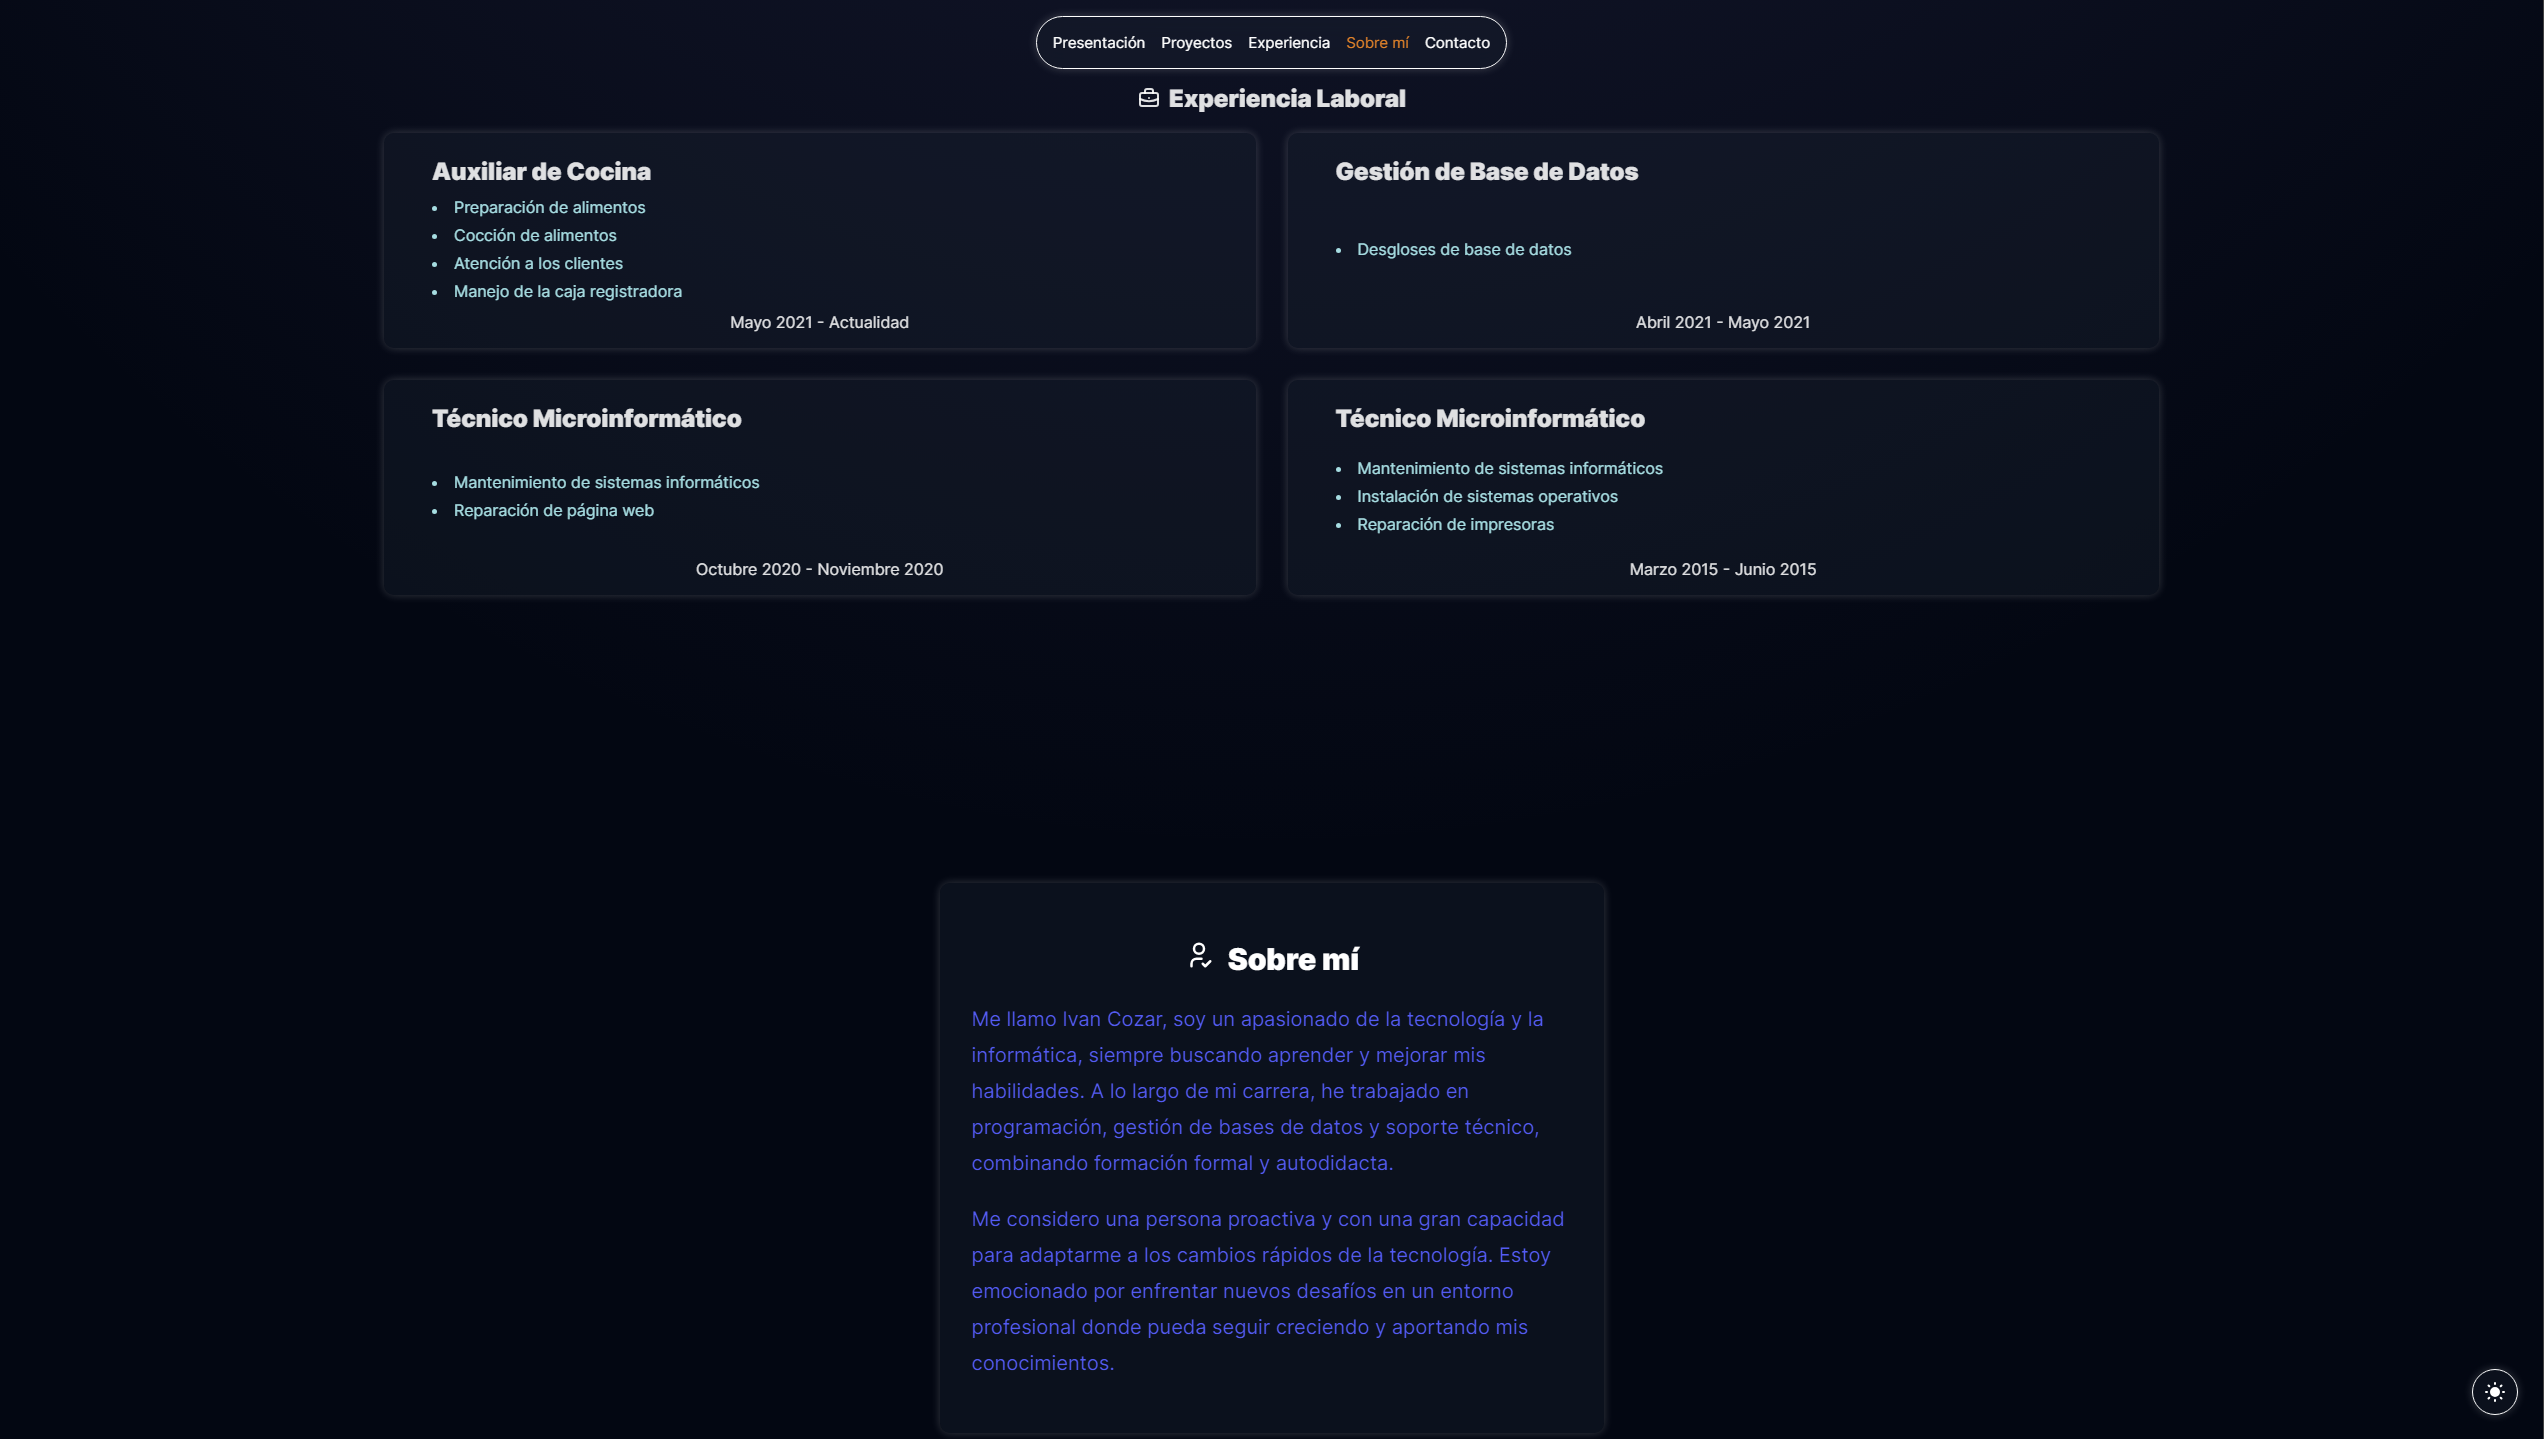 Presentación Proyectos Experiencia Sobre mí Contacto
Experiencia Laboral
Auxiliar de Cocina
• Preparación de alimentos
• Cocción de alimentos
• Atención a los clientes
• Manejo de la caja registradora
Mayo 2021 - Actualidad
Gestión de Base de Datos
• Desgloses de base de datos
Abril 2021 - Mayo 2021
Técnico Microinformático
• Mantenimiento de sistemas informáticos
• Reparación de página web
Octubre 2020 - Noviembre 2020
Técnico Microinformático
• Mantenimiento de sistemas informáticos
• Instalación de sistemas operativos
• Reparación de impresoras
Marzo 2015 - Junio 2015
Sobre mí
Me llamo Ivan Cozar, soy un apasionado de la tecnología y la
informática, siempre buscando aprender y mejorar mis
habilidades. A lo largo de mi carrera, he trabajado en
programación, gestión de bases de datos y soporte técnico,
combinando formación formal y autodidacta.
Me considero una persona proactiva y con una gran capacidad
para adaptarme a los cambios rápidos de la tecnología. Estoy
emocionado por enfrentar nuevos desafíos en un entorno
profesional donde pueda seguir creciendo y aportando mis
conocimientos.